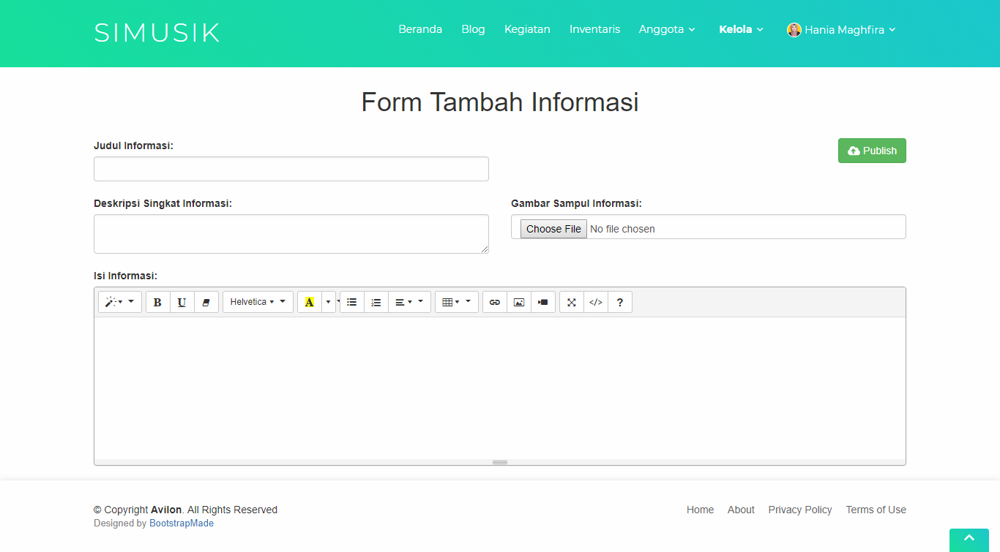 SIMUSIK
Beranda Blog Kegiatan Inventaris Anggota Kelola Hania Maghfira
Form Tambah Informasi
Judul Informasi:
Publish
Deskripsi Singkat Informasi:
Gambar Sampul Informasi:
Choose File No file chosen
Isi Informasi:
B U Helvetica A </> ?
© Copyright Avilon. All Rights Reserved
Home About Privacy Policy Terms of Use
Designed by BootstrapMade